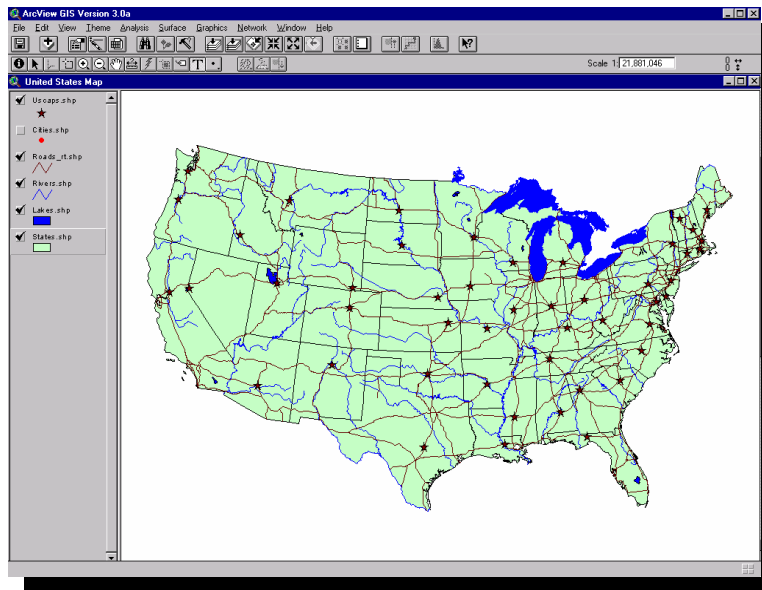 ArcView GIS Version 3.0a
File Edit View Theme Analysis Surface Graphics Network Window Help
Scale 1: 21,881,046
United States Map
Uscaps.shp
Cities.shp
Roads_rt.shp
Rivers.shp
Lakes.shp
States.shp